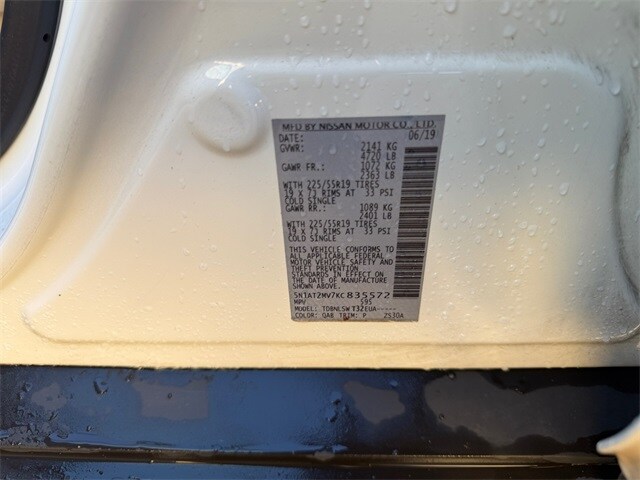 MFD BY NISSAN MOTOR CO., LTD.
DATE: 06/19
GVWR: 2141 KG
4720 LB
GAWR FR.: 1072 KG
2363 LB
WITH 225/55R19 TIRES
19 X 7J RIMS AT 33 PSI
COLD SINGLE
GAWR RR.: 1089 KG
2401 LB
WITH 225/55R19 TIRES
19 X 7J RIMS AT 33 PSI
COLD SINGLE
THIS VEHICLE CONFORMS TO
ALL APPLICABLE FEDERAL
MOTOR VEHICLE SAFETY AND
THEFT PREVENTION
STANDARDS IN EFFECT ON THE
DATE OF MANUFACTURE
SHOWN ABOVE.
5N1AT2MV7KC835572
MPV 595
MODEL: TDBNLSWT32EUA-----
COLOR: QAB TRIM: P 2530A